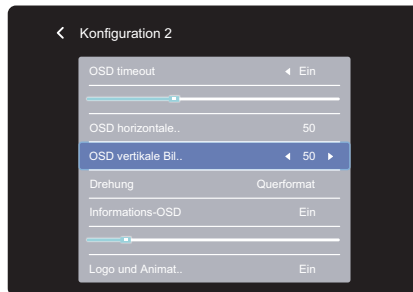 Konfiguration 2
OSD timeout Ein
OSD horizontale.. 50
OSD vertikale Bil.. 50
Drehung Querformat
Informations-OSD Ein
Logo und Animat.. Ein